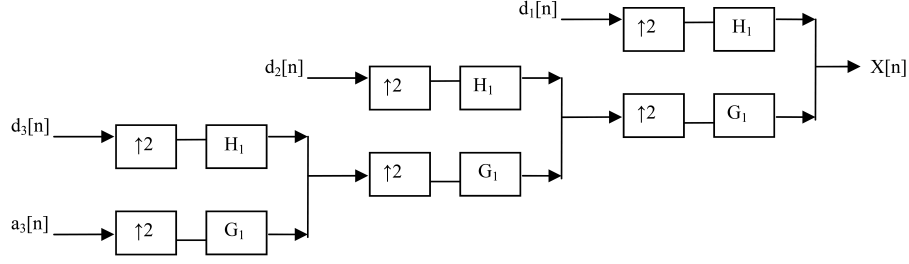 d₁[n] ↑2 H₁
X[n]
d₂[n] ↑2 H₁
↑2 G₁
d₃[n] ↑2 H₁
↑2 G₁
a₃[n] ↑2 G₁